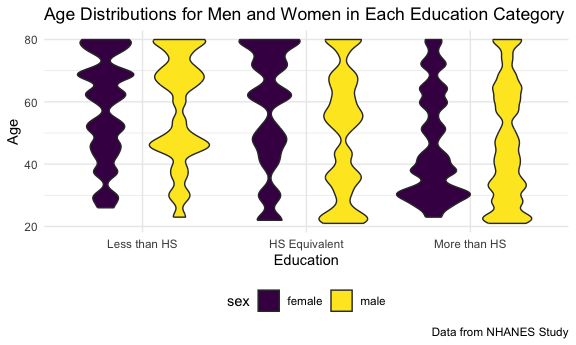 Age Distributions for Men and Women in Each Education Category
Age
80
60
40
20
Less than HS
HS Equivalent
More than HS
Education
sex
female
male
Data from NHANES Study